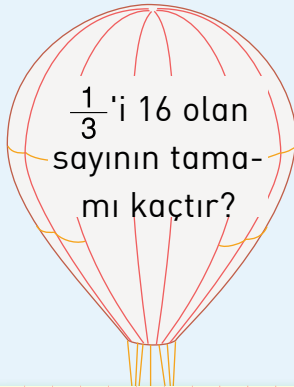 1/3 'i 16 olan
sayının tama-
mı kaçtır?